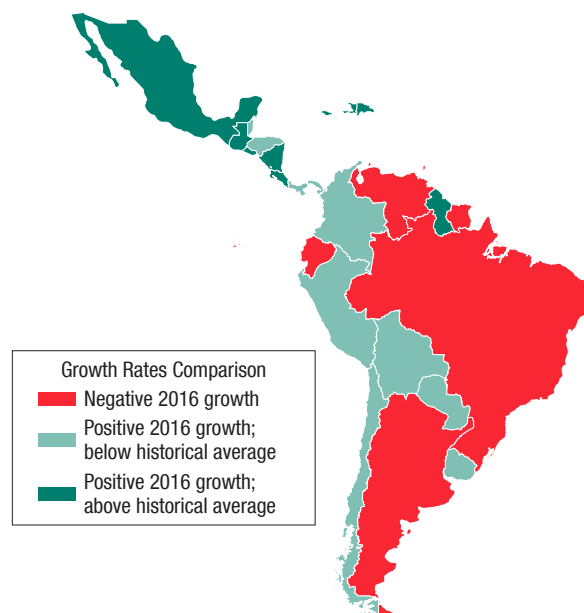 Growth Rates Comparison
Negative 2016 growth
Positive 2016 growth;
below historical average
Positive 2016 growth;
above historical average